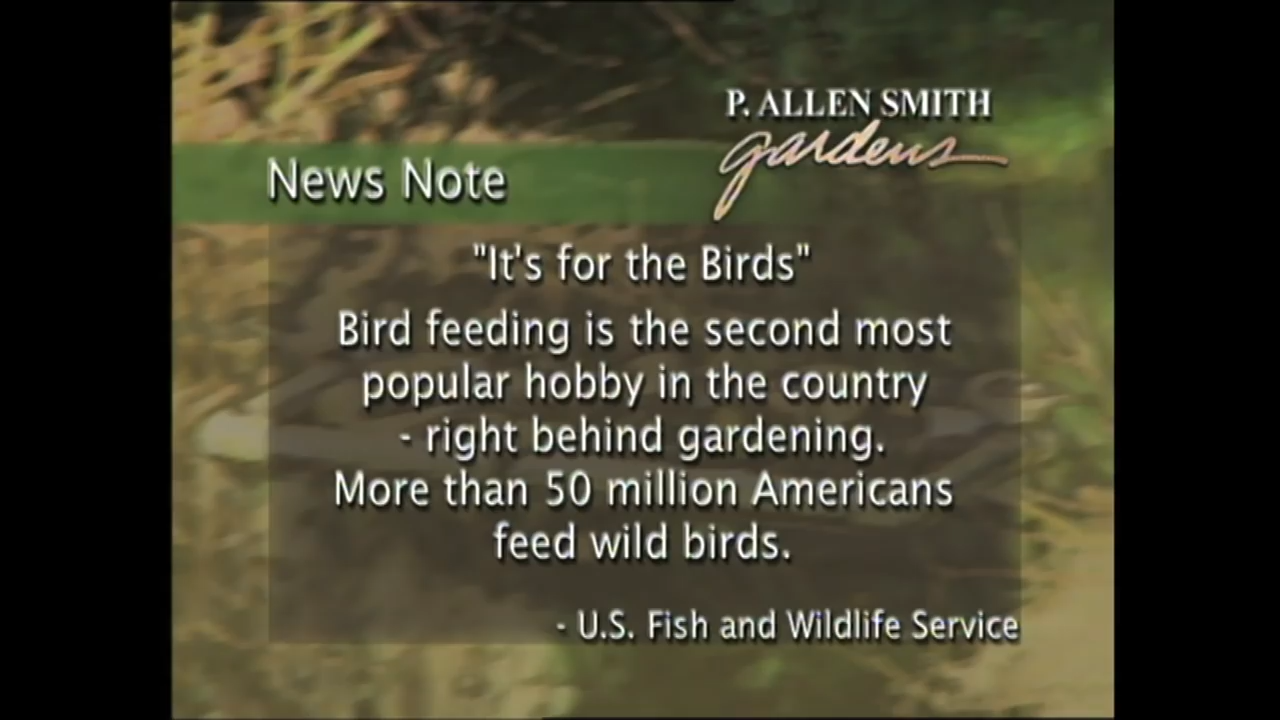 P. ALLEN SMITH
gardens
News Note
"It's for the Birds"
Bird feeding is the second most
popular hobby in the country
- right behind gardening.
More than 50 million Americans
feed wild birds.
- U.S. Fish and Wildlife Service